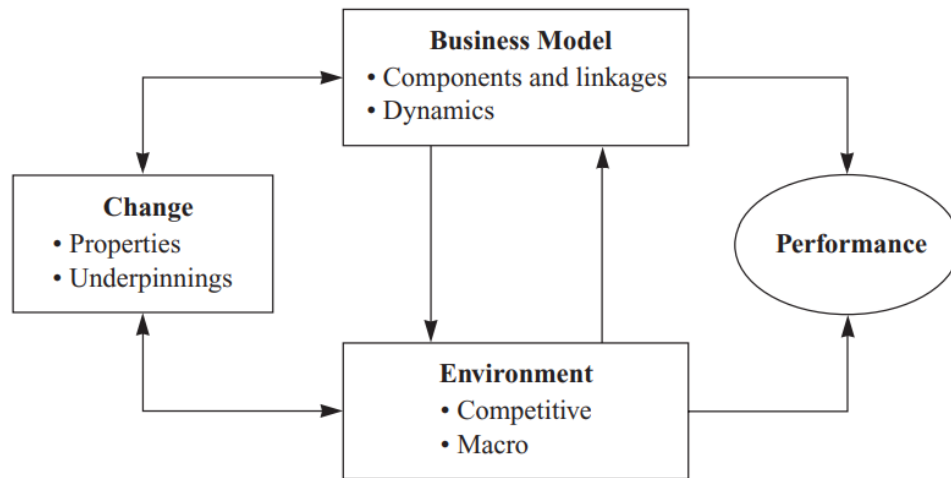 Business Model
• Components and linkages
• Dynamics
Change
• Properties
• Underpinnings
Performance
Environment
• Competitive
• Macro